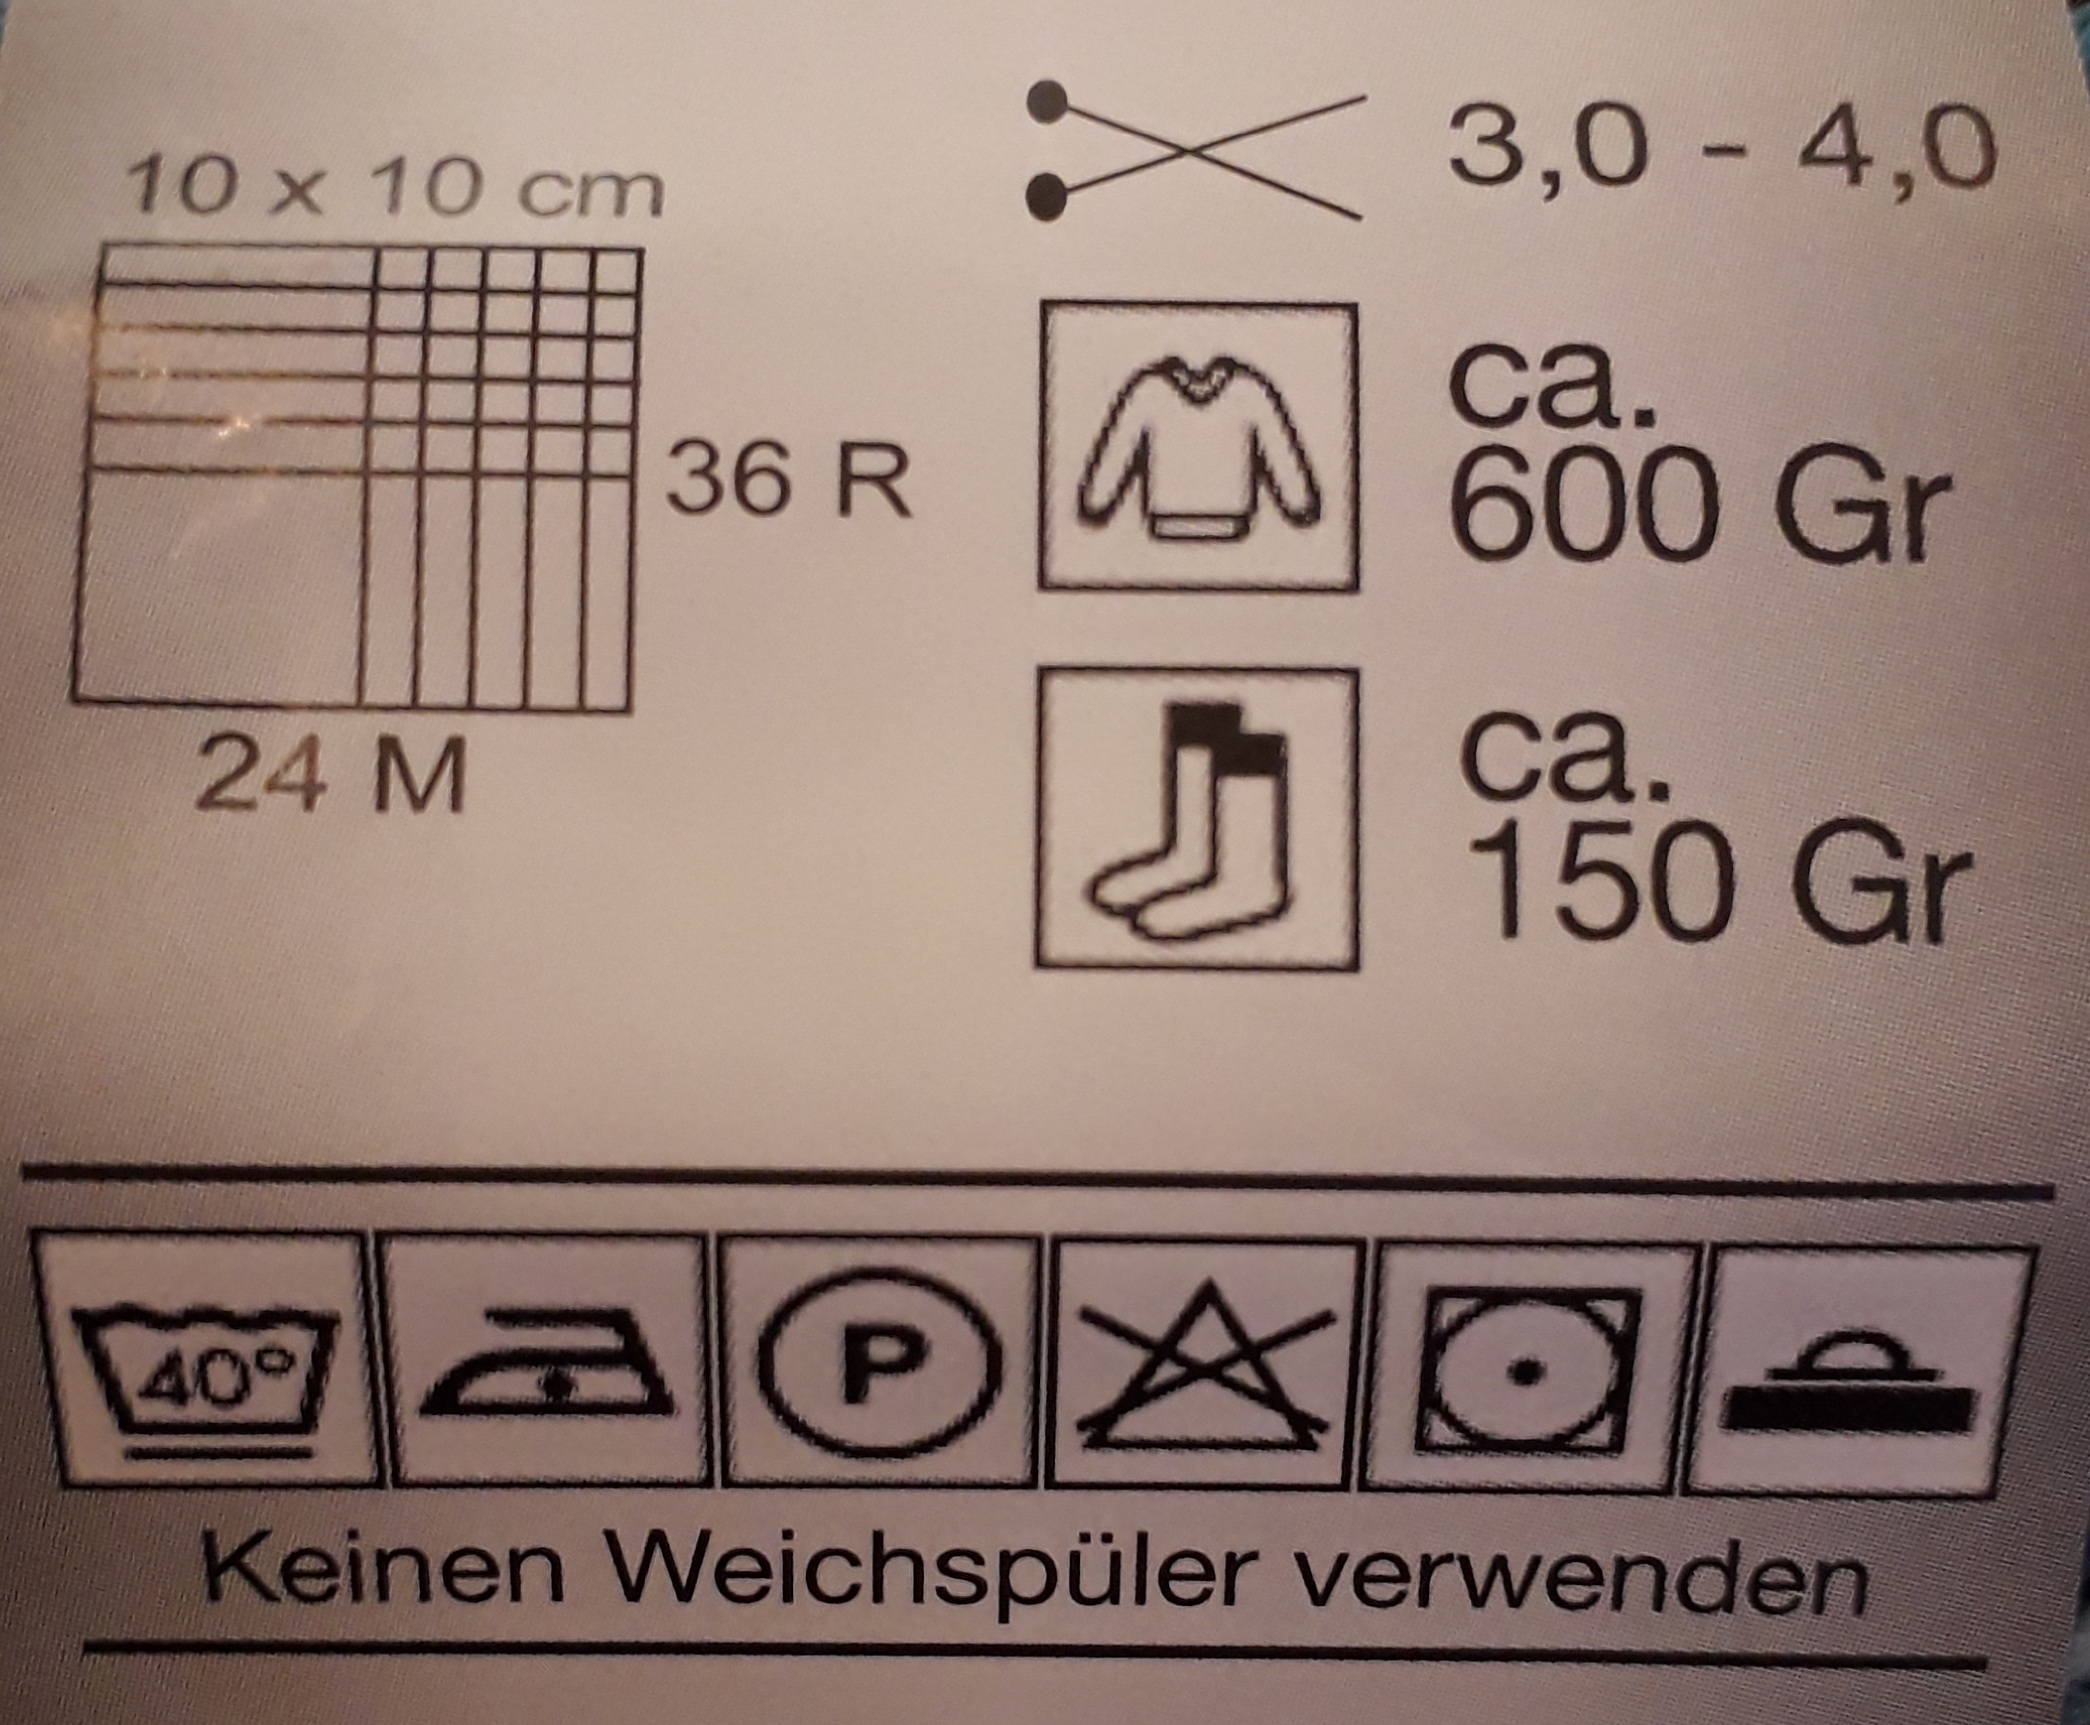 10 x 10 cm
36 R
24 M
3,0 - 4,0
ca.
600 Gr
ca.
150 Gr
40°
P
Keinen Weichspüler verwenden